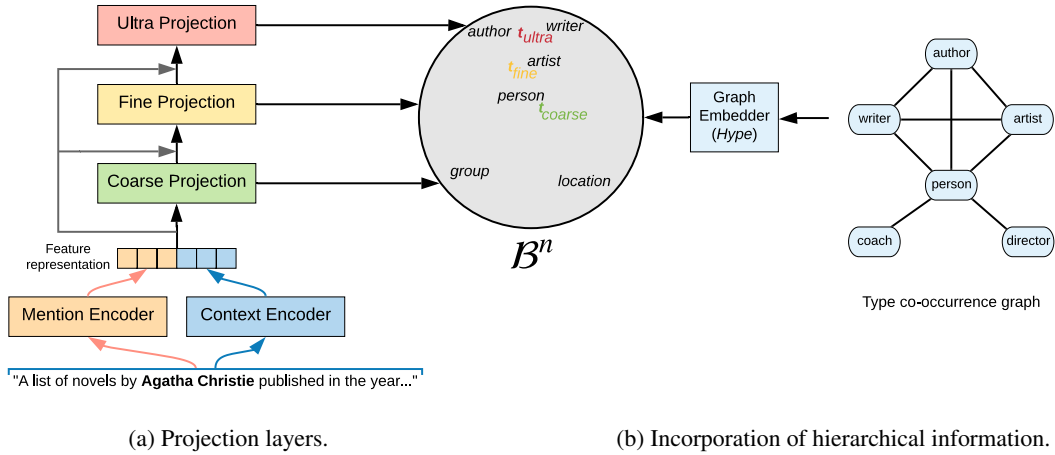 Ultra Projection
Fine Projection
Coarse Projection
Feature
representation
Mention Encoder
Context Encoder
"A list of novels by Agatha Christie published in the year..."
author
t_ultra
writer
artist
t_fine
person
t_coarse
group
location
ℬⁿ
Graph
Embedder
(Hype)
author
writer
artist
person
coach
director
Type co-occurrence graph
(a) Projection layers.
(b) Incorporation of hierarchical information.